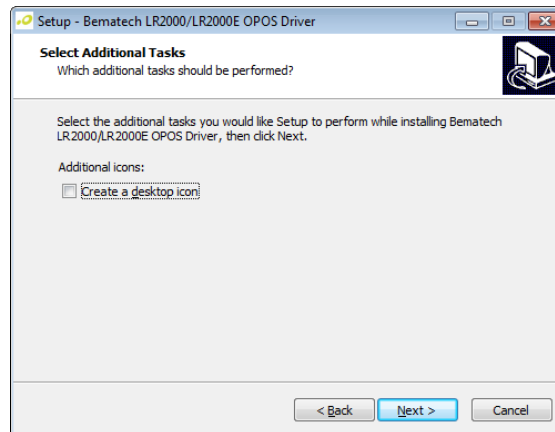 Setup - Bematech LR2000/LR2000E OPOS Driver
Select Additional Tasks
Which additional tasks should be performed?
Select the additional tasks you would like Setup to perform while installing Bematech
LR2000/LR2000E OPOS Driver, then click Next.
Additional icons:
Create a desktop icon
< Back
Next >
Cancel